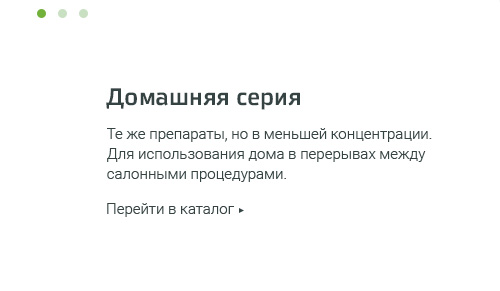 Домашняя серия
Те же препараты, но в меньшей концентрации.
Для использования дома в перерывах между
салонными процедурами.
Перейти в каталог ▸